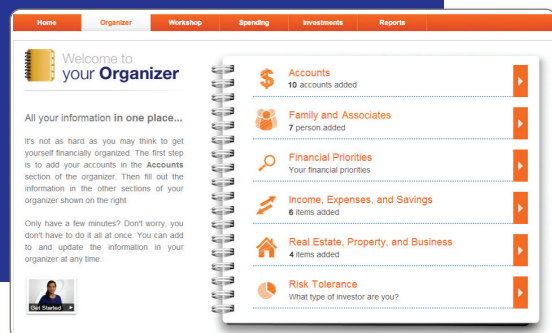 Home Organizer Workshop Spending Investments Reports
Welcome to
your Organizer
All your information in one place...
It's not as hard as you may think to get
yourself financially organized. The first step
is to add your accounts in the Accounts
section of the organizer. Then fill out the
information in the other sections of your
organizer shown on the right.
Only have a few minutes? Don't worry, you
don't have to do it all at once. You can add
to and update the information in your
organizer at any time.
Get Started
Accounts
10 accounts added
Family and Associates
7 person added
Financial Priorities
Your financial priorities
Income, Expenses, and Savings
6 items added
Real Estate, Property, and Business
4 items added
Risk Tolerance
What type of investor are you?